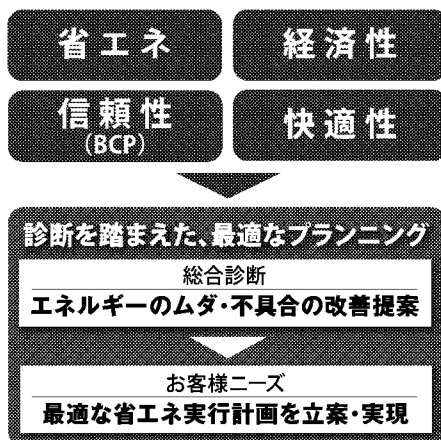 省エネ
経済性
信頼性
(BCP)
快適性
診断を踏まえた、最適なプランニング
総合診断
エネルギーのムダ・不具合の改善提案
お客様ニーズ
最適な省エネ実行計画を立案・実現